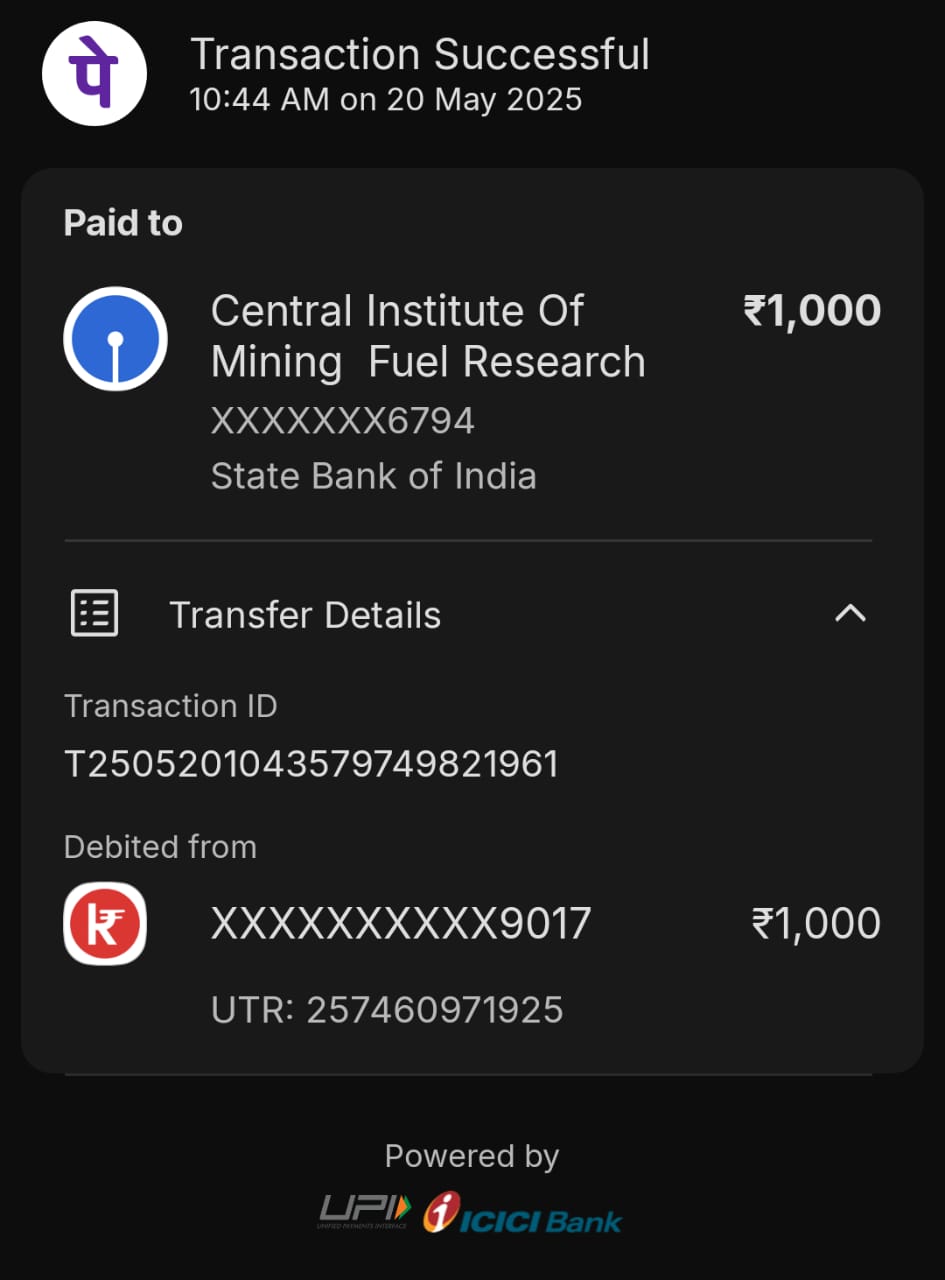 पे
Transaction Successful
10:44 AM on 20 May 2025
Paid to
Central Institute Of
Mining  Fuel Research
₹1,000
XXXXXXX6794
State Bank of India
Transfer Details
Transaction ID
T2505201043579749821961
Debited from
k₹
XXXXXXXXXX9017
₹1,000
UTR: 257460971925
Powered by
UPI
UNIFIED PAYMENTS INTERFACE
i ICICI Bank